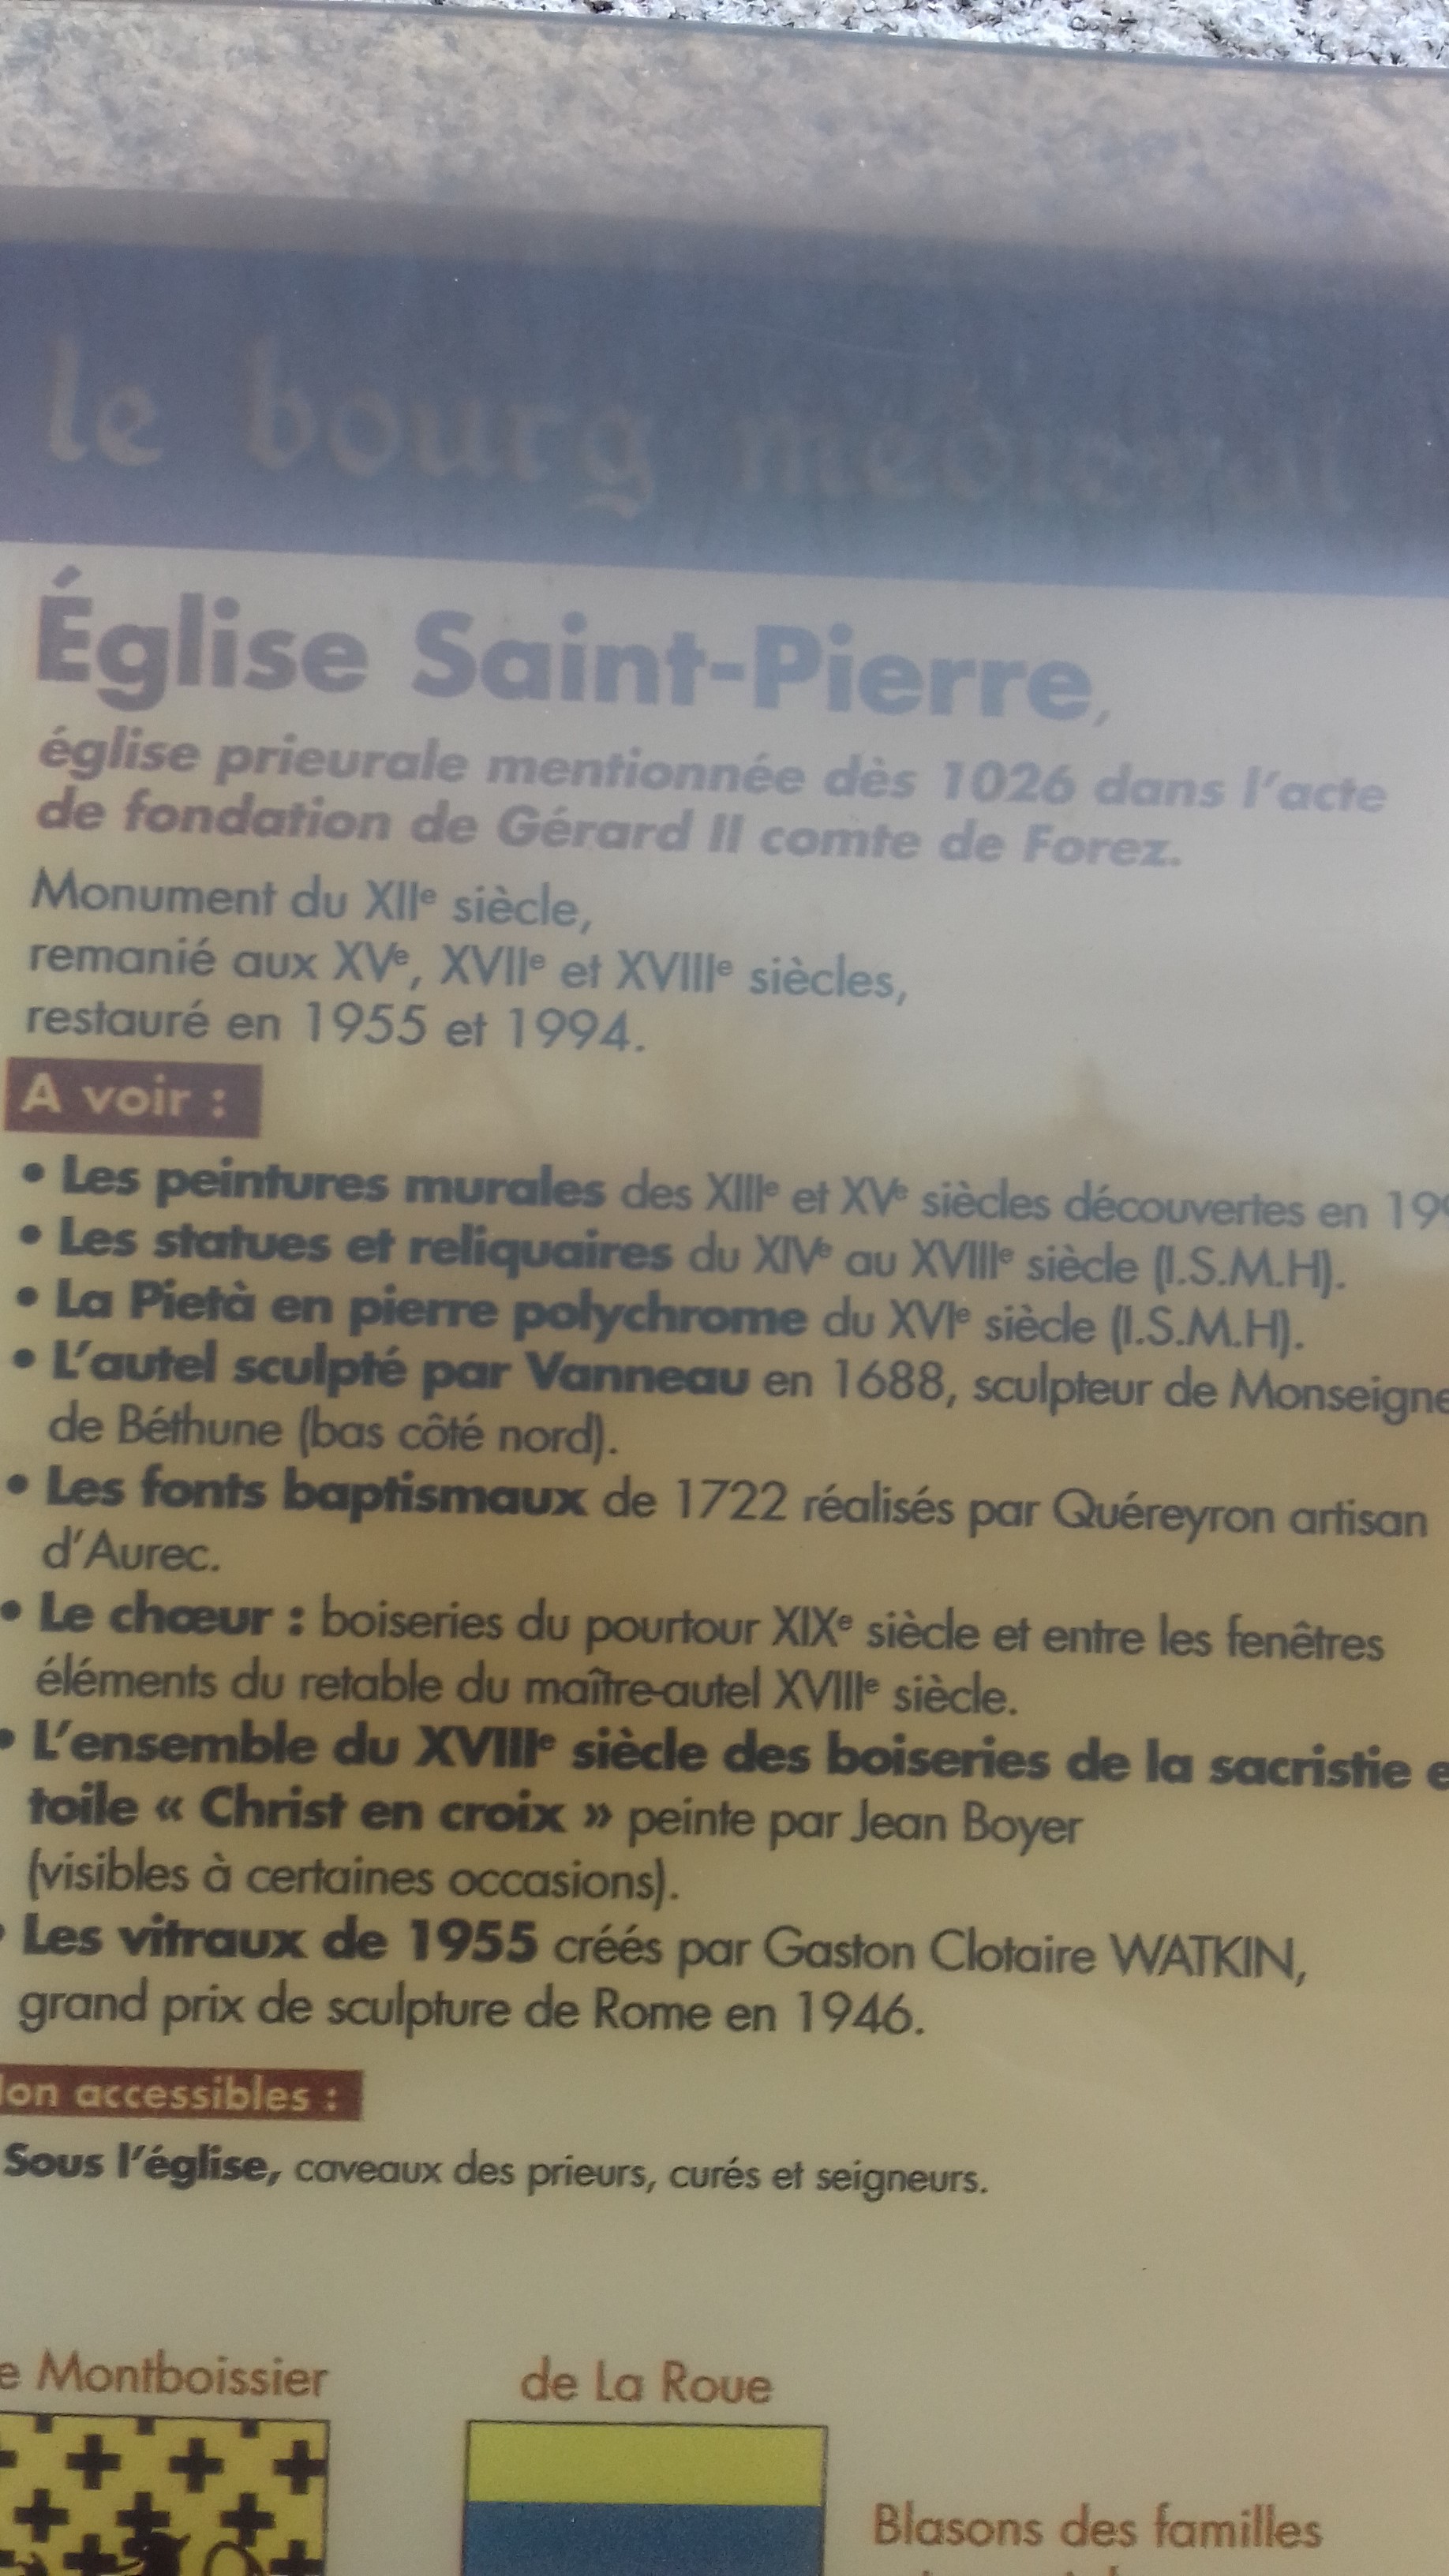 le bourg médiéval
Église Saint-Pierre,
église prieurale mentionnée dès 1026 dans l'acte
de fondation de Gérard II comte de Forez.
Monument du XIIe siècle,
remanié aux XVe, XVIIe et XVIIIe siècles,
restauré en 1955 et 1994.
A voir :
• Les peintures murales des XIIIe et XVe siècles découvertes en
• Les statues et reliquaires du XIVe au XVIIIe siècle (I.S.M.H).
• La Pietà en pierre polychrome du XVIe siècle (I.S.M.H).
• L'autel sculpté par Vanneau en 1688, sculpteur de
de Béthune (bas côté nord).
• Les fonts baptismaux de 1722 réalisés par Quéreyron artisan
d'Aurec.
• Le chœur : boiseries du pourtour XIXe siècle et entre les fenêtres
éléments du retable du maître-autel XVIIIe siècle.
• L'ensemble du XVIIIe siècle des boiseries de la sacristie
toile « Christ en croix » peinte par Jean Boyer
(visibles à certaines occasions).
• Les vitraux de 1955 créés par Gaston Clotaire WATKIN,
grand prix de sculpture de Rome en 1946.
accessibles :
Sous l'église, caveaux des prieurs, curés et seigneurs.
Montboissier
de La Roue
Blasons des familles